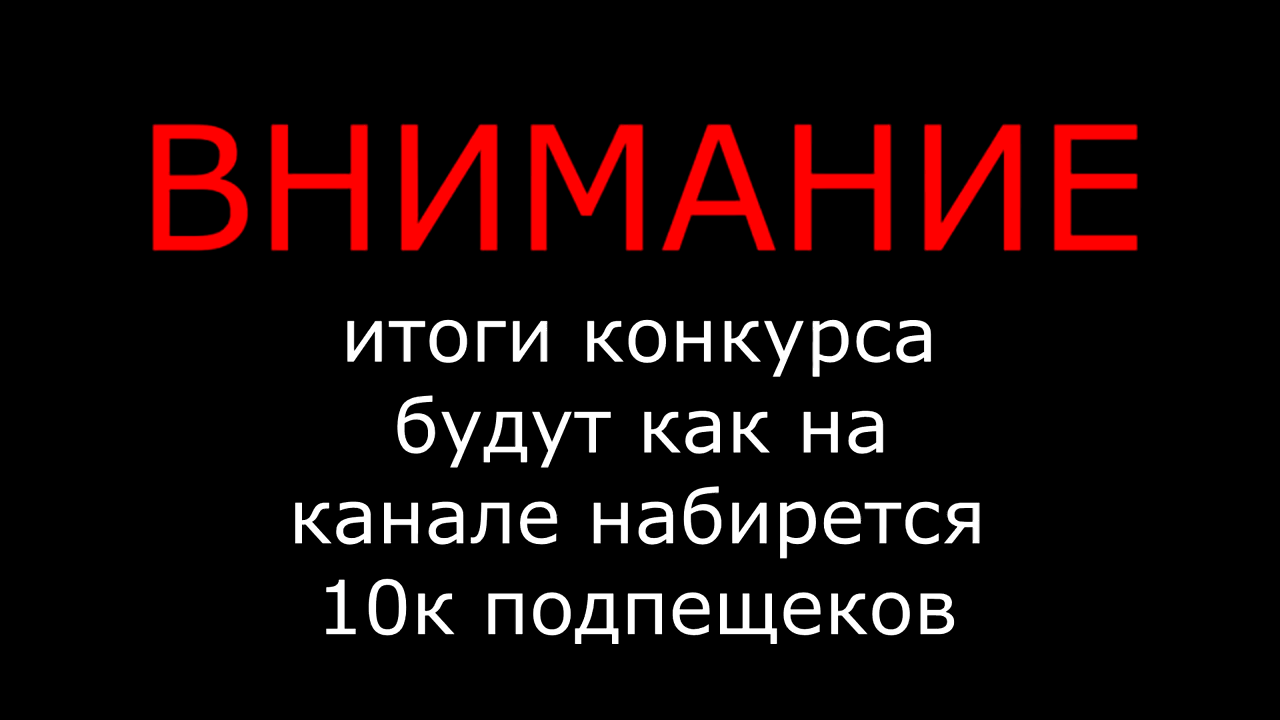 ВНИМАНИЕ
итоги конкурса
будут как на
канале набирется
10к подпещеков